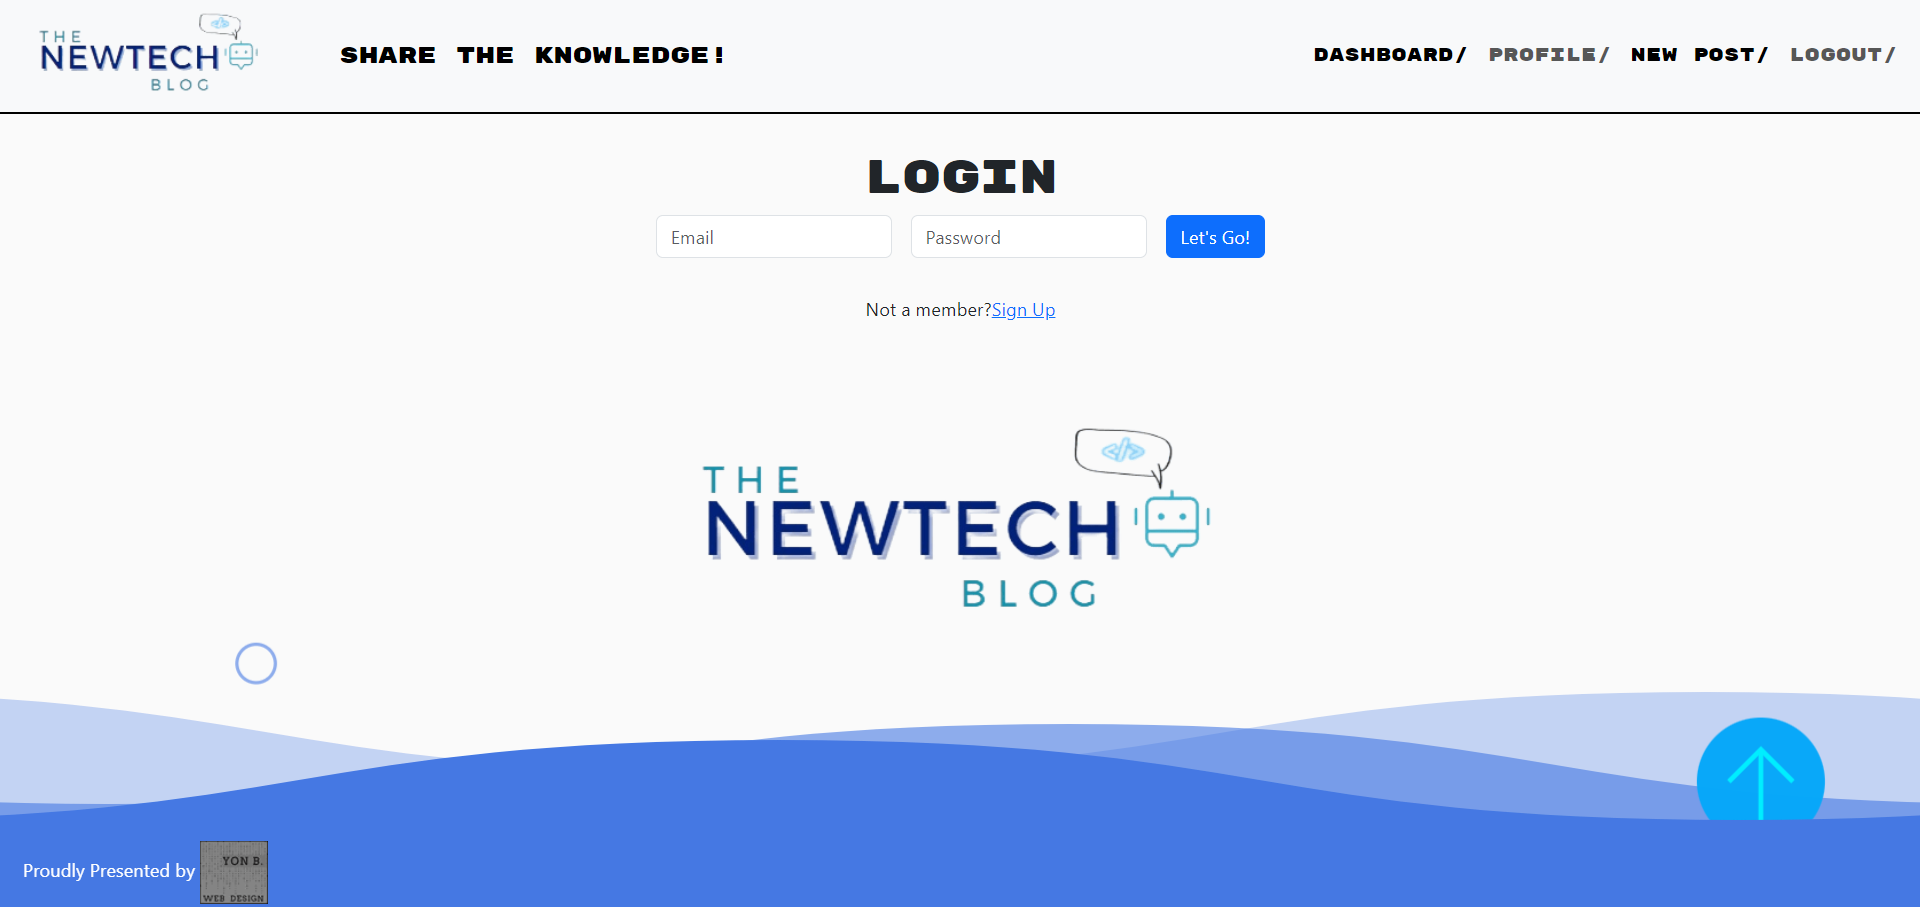 THE
NEWTECH
BLOG
SHARE THE KNOWLEDGE!
DASHBOARD/ PROFILE/ NEW POST/ LOGOUT/
LOGIN
Email Password Let's Go!
Not a member?Sign Up
</>
THE
NEWTECH
BLOG
Proudly Presented by
YON B.
WEB DESIGN